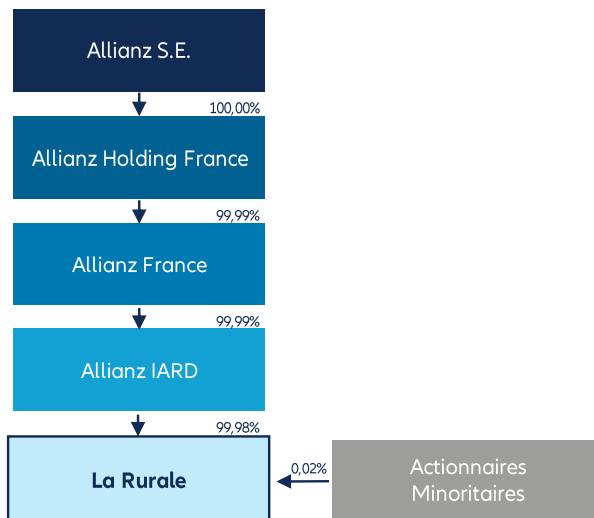 Allianz S.E.
100,00%
Allianz Holding France
99,99%
Allianz France
99,99%
Allianz IARD
99,98%
La Rurale
0,02%
Actionnaires
Minoritaires